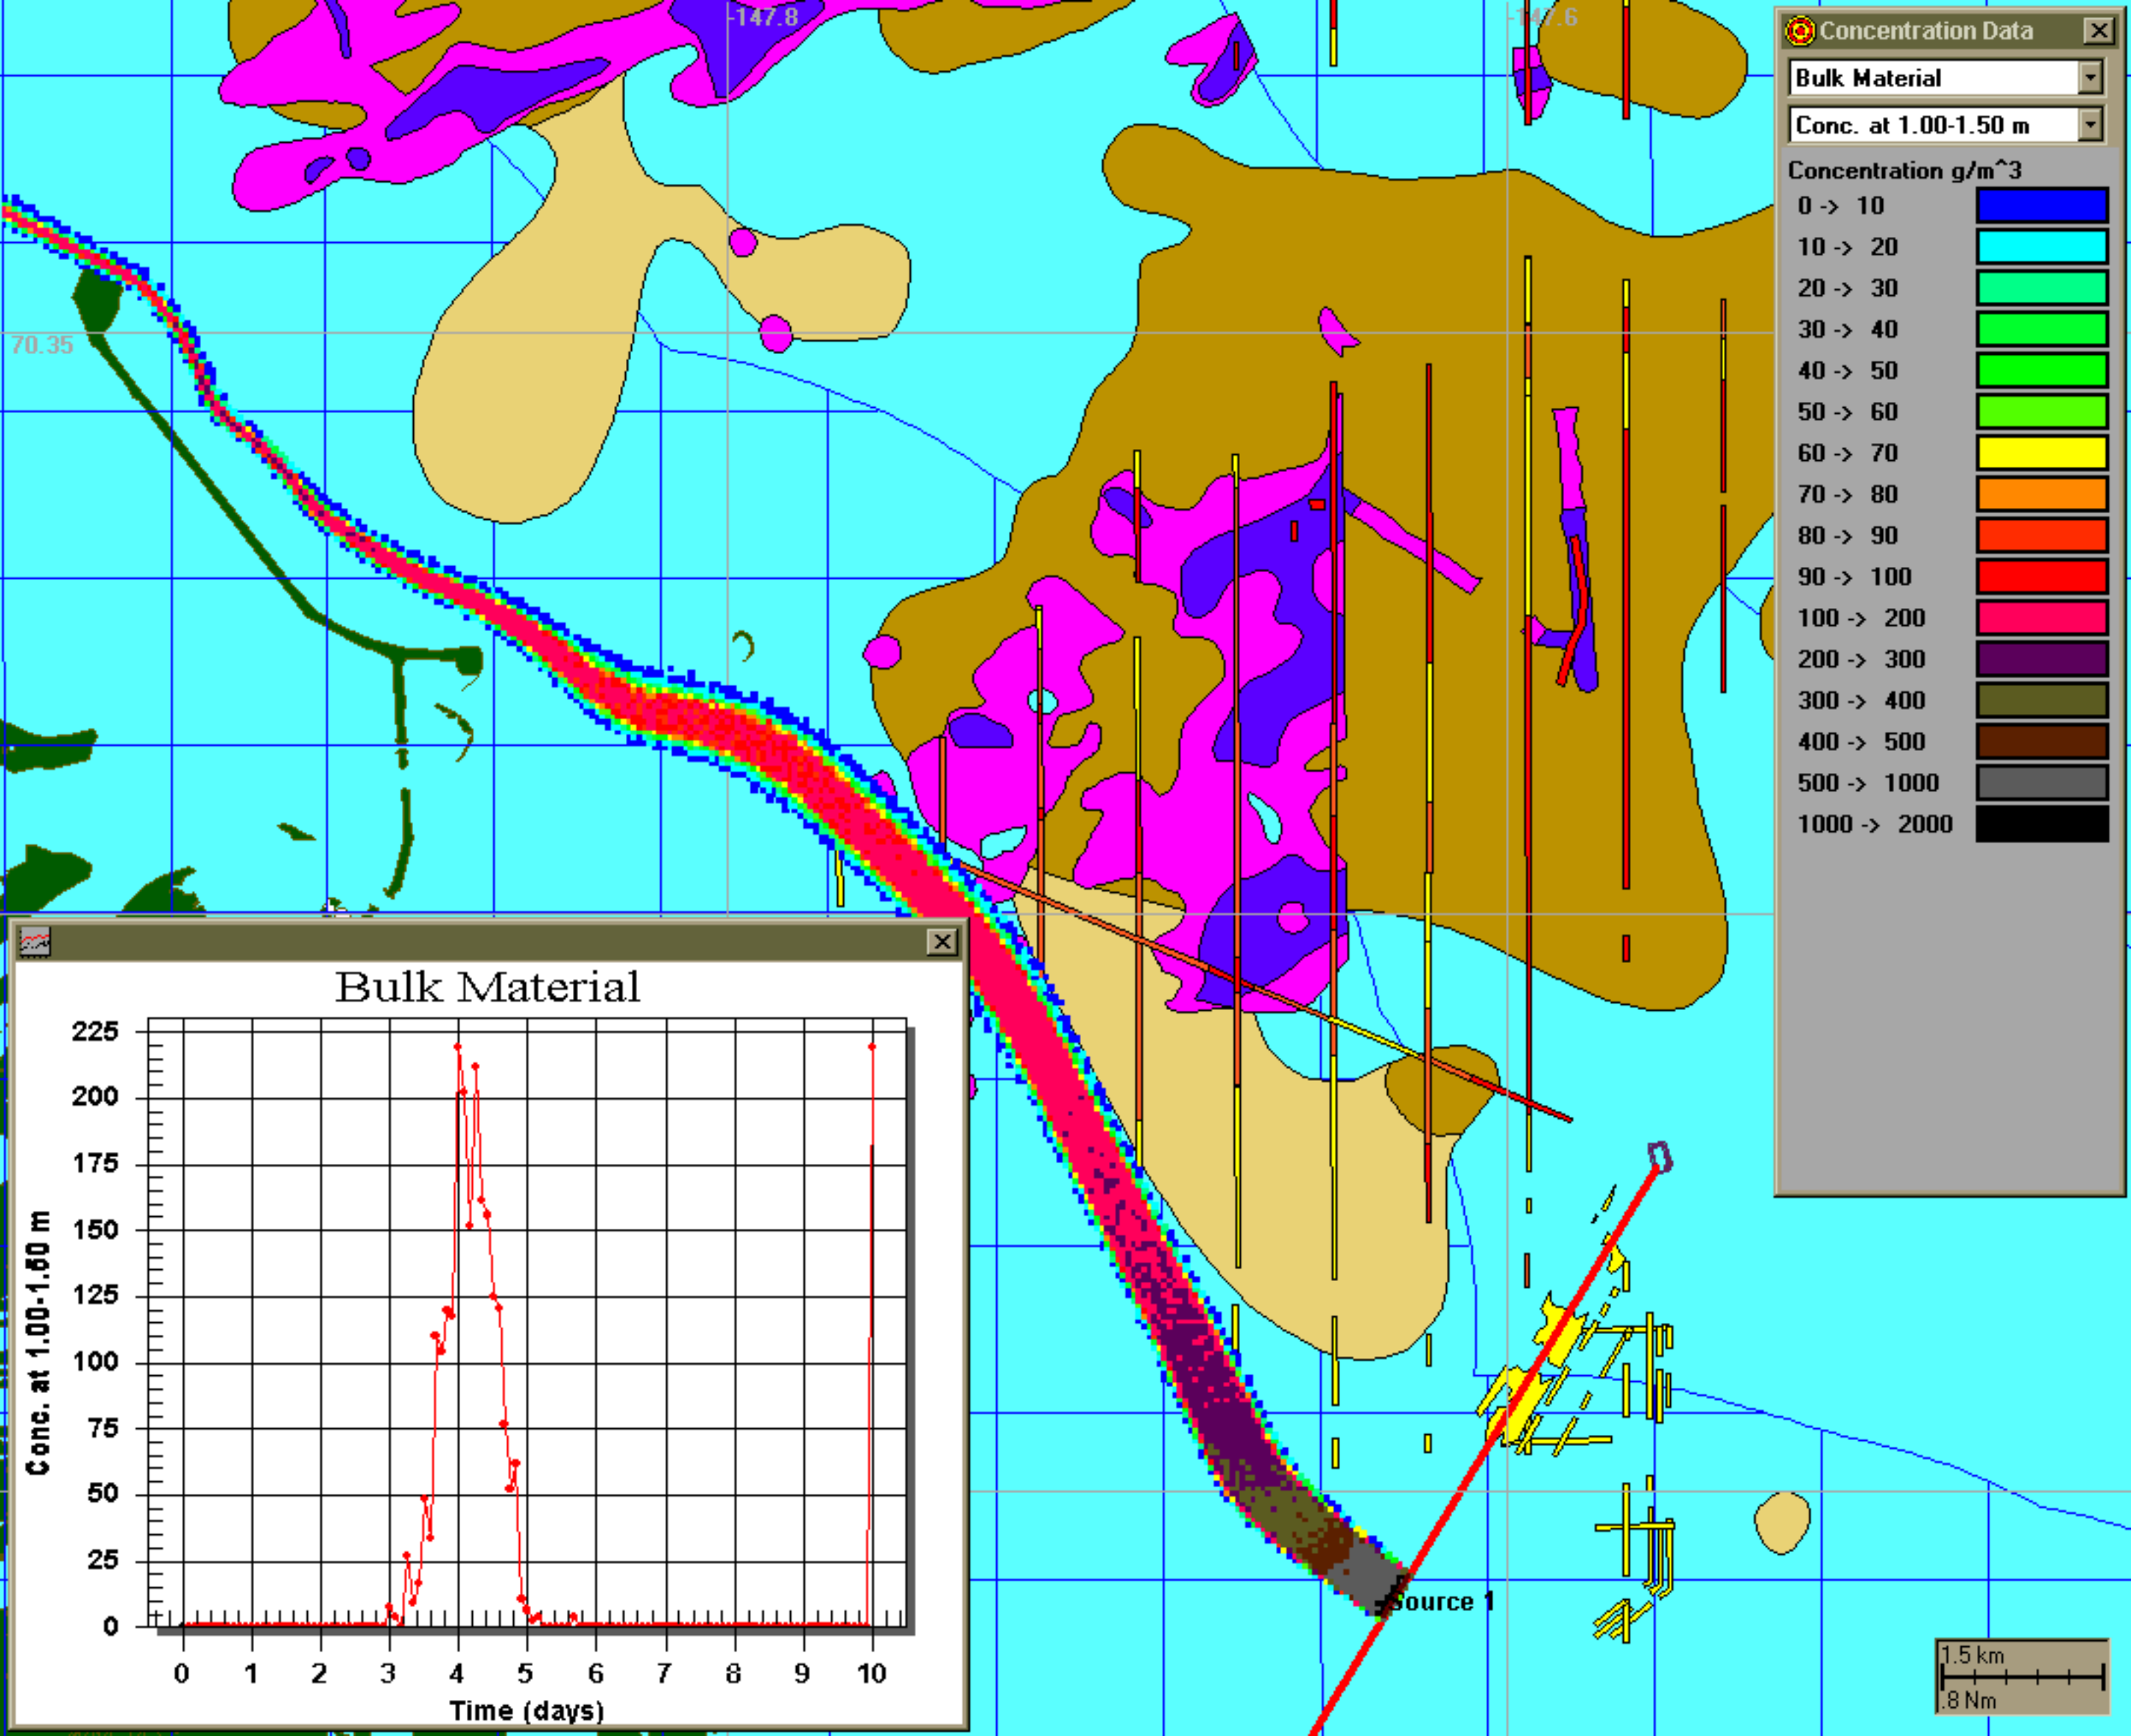 -147.8
-147.6
Concentration Data
Bulk Material
Conc. at 1.00-1.50 m
Concentration g/m^3
0 -> 10
10 -> 20
20 -> 30
30 -> 40
40 -> 50
50 -> 60
60 -> 70
70 -> 80
80 -> 90
90 -> 100
100 -> 200
200 -> 300
300 -> 400
400 -> 500
500 -> 1000
1000 -> 2000
70.35
Bulk Material
225
200
175
150
125
100
75
50
25
0
Conc. at 1.00-1.50 m
0 1 2 3 4 5 6 7 8 9 10
Time (days)
Source 1
1.5 km
.8 Nm